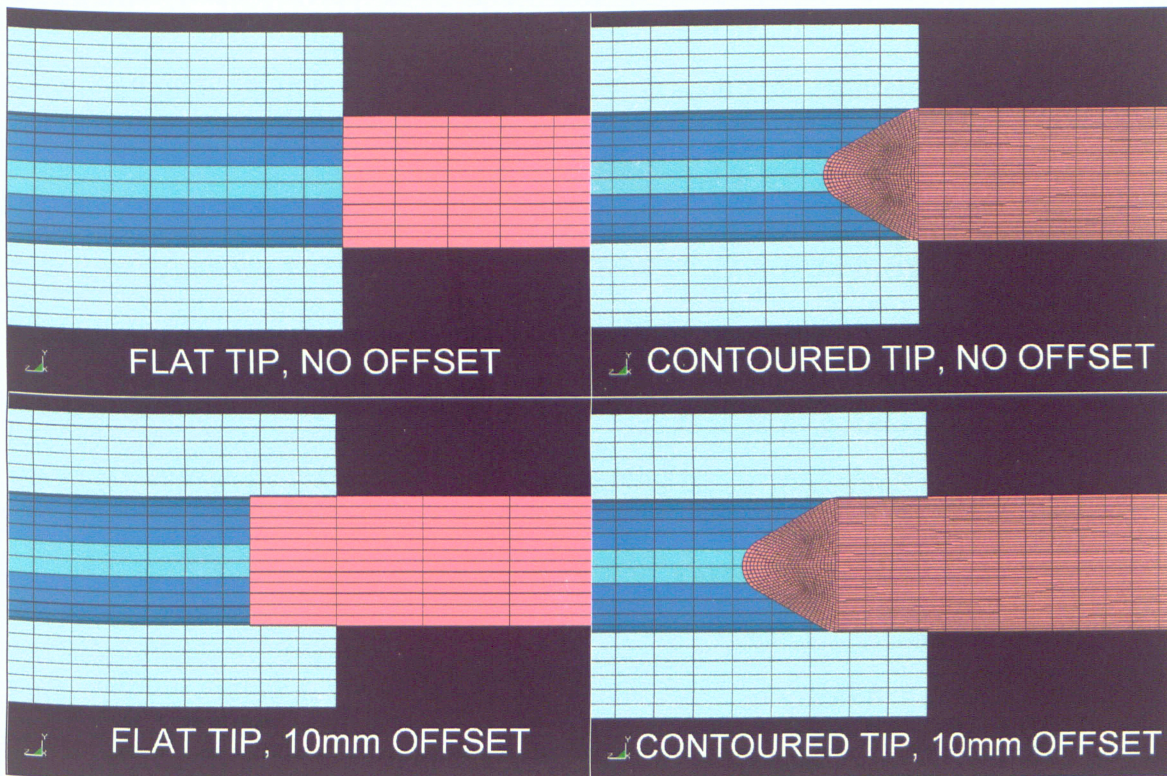 FLAT TIP, NO OFFSET
CONTOURED TIP, NO OFFSET
FLAT TIP, 10mm OFFSET
CONTOURED TIP, 10mm OFFSET